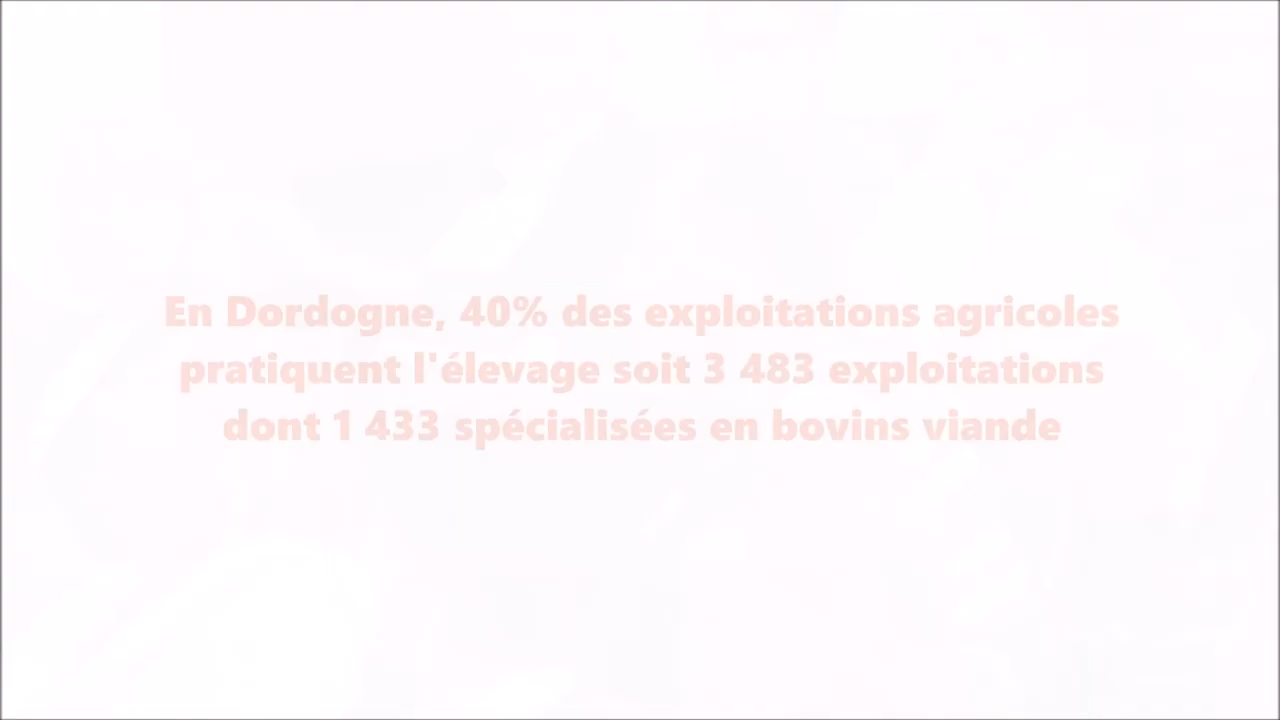 En Dordogne, 40% des exploitations agricoles
pratiquent l'élevage soit 3 483 exploitations
dont 1 433 spécialisées en bovins viande